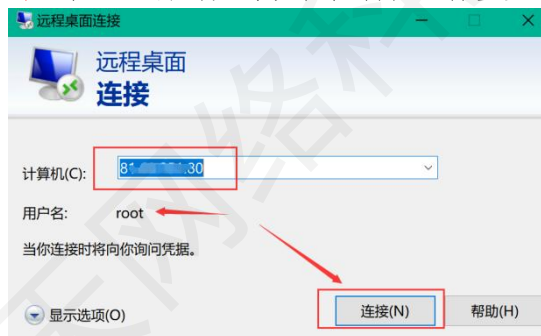 远程桌面连接
远程桌面
连接
计算机(C): 81 .30
用户名: root
当你连接时将向你询问凭据。
显示选项(O) 连接(N) 帮助(H)